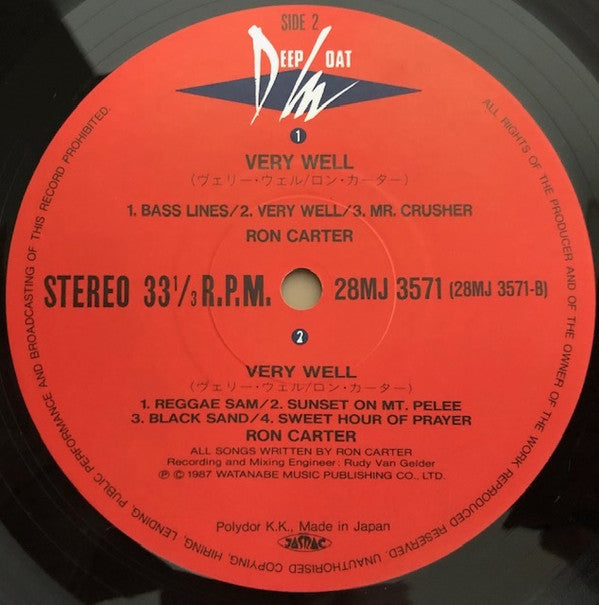 SIDE 2
DEEP MOAT
1
VERY WELL
(ヴェリー・ウェル/ロン・カーター)
1. BASS LINES/2. VERY WELL/3. MR. CRUSHER
RON CARTER
STEREO 33 1/3 R.P.M. 28MJ 3571 (28MJ 3571-B)
2
VERY WELL
(ヴェリー・ウェル/ロン・カーター)
1. REGGAE SAM/2. SUNSET ON MT. PELEE
3. BLACK SAND/4. SWEET HOUR OF PRAYER
RON CARTER
ALL SONGS WRITTEN BY RON CARTER
Recording and Mixing Engineer: Rudy Van Gelder
Ⓟ © 1987 WATANABE MUSIC PUBLISHING CO., LTD.
Polydor K.K., Made in Japan
JASRAC
ALL RIGHTS OF THE PRODUCER AND OF THE OWNER OF THE WORK REPRODUCED RESERVED. UNAUTHORISED COPYING, HIRING, LENDING, PUBLIC PERFORMANCE AND BROADCASTING OF THIS RECORD PROHIBITED.